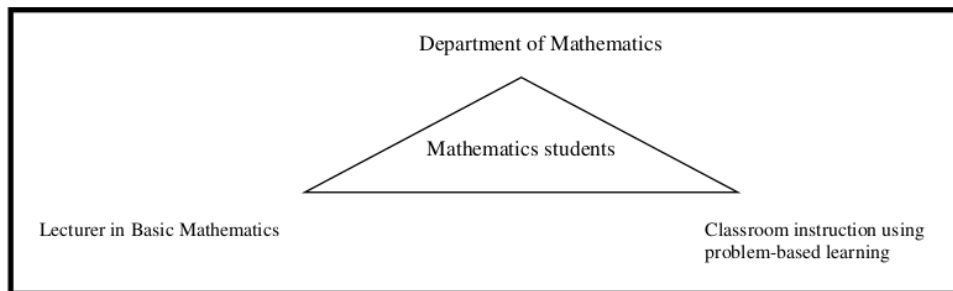 Department of Mathematics
Mathematics students
Lecturer in Basic Mathematics
Classroom instruction using
problem-based learning